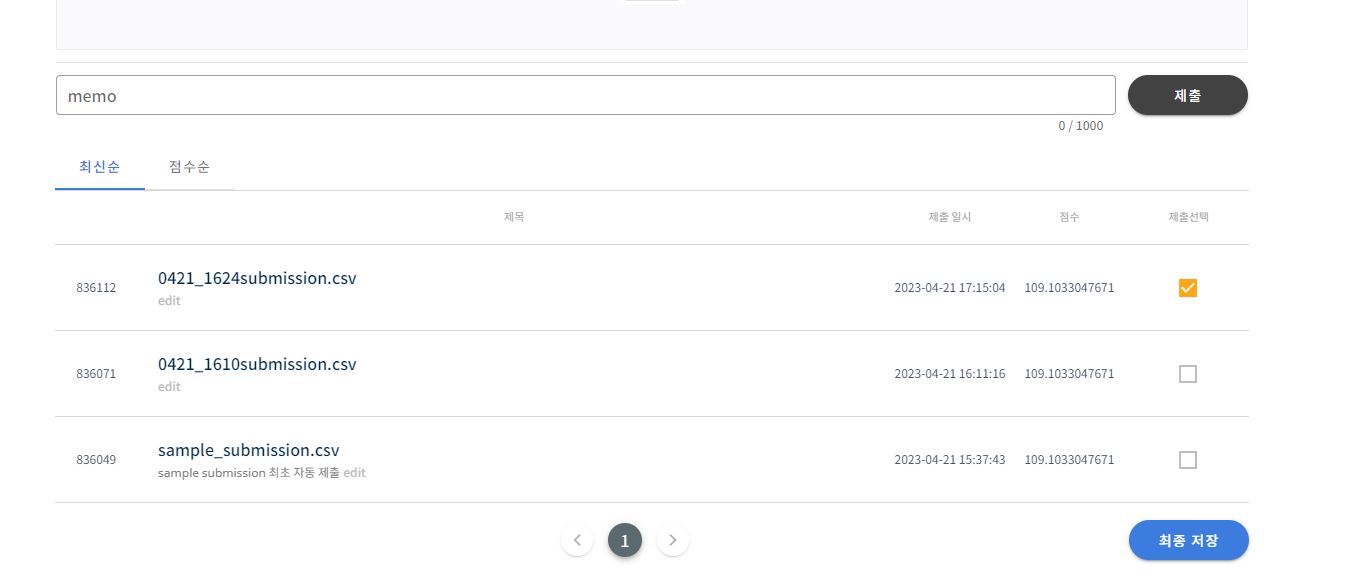 memo
제출
0 / 1000
최신순 점수순
제목 제출 일시 점수 제출선택
836112 0421_1624submission.csv 2023-04-21 17:15:04 109.1033047671
edit
836071 0421_1610submission.csv 2023-04-21 16:11:16 109.1033047671
edit
836049 sample_submission.csv 2023-04-21 15:37:43 109.1033047671
sample submission 최초 자동 제출 edit
1
최종 저장